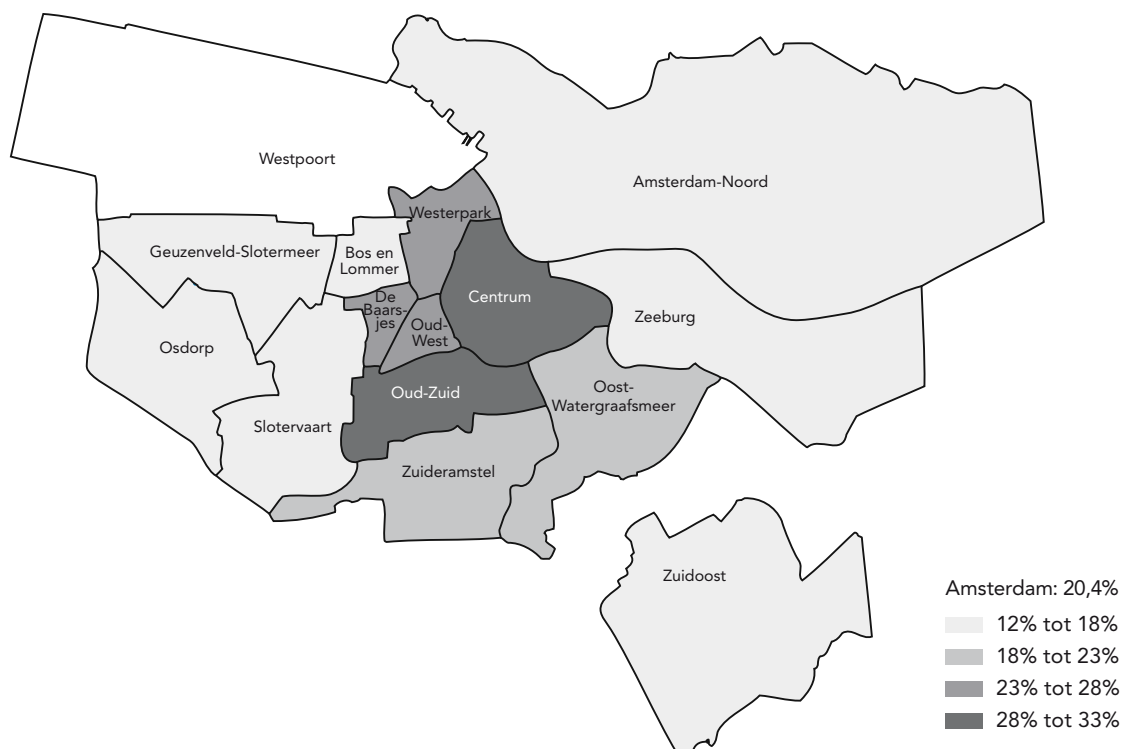 Westpoort
Amsterdam-Noord
Westerpark
Geuzenveld-Slotermeer
Bos en
Lommer
De
Baars-
jes
Centrum
Oud-
West
Zeeburg
Osdorp
Oud-Zuid
Oost-
Watergraafsmeer
Slotervaart
Zuideramstel
Zuidoost
Amsterdam: 20,4%
12% tot 18%
18% tot 23%
23% tot 28%
28% tot 33%